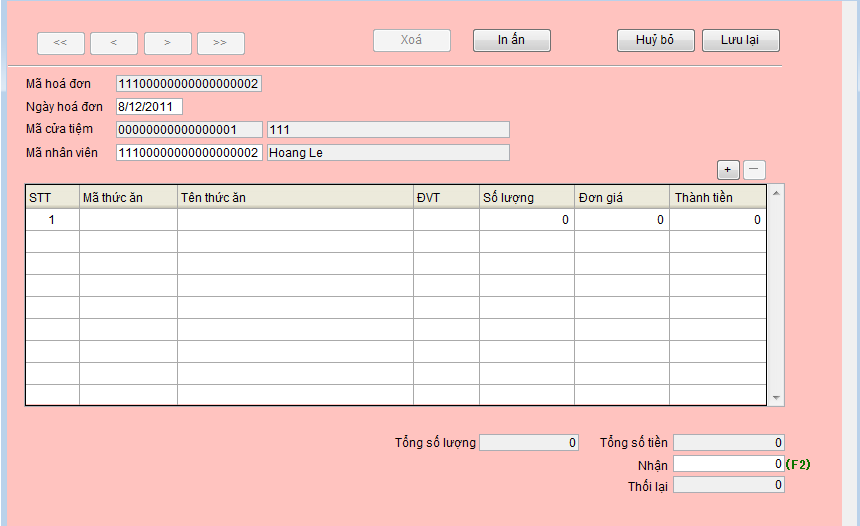 << < > >> Xoá In ấn Huỷ bỏ Lưu lại
Mã hoá đơn 11100000000000000002
Ngày hoá đơn 8/12/2011
Mã cửa tiệm 00000000000000001 111
Mã nhân viên 11100000000000000002 Hoang Le
+ —
STT Mã thức ăn Tên thức ăn ĐVT Số lượng Đơn giá Thành tiền
1 0 0 0
Tổng số lượng 0 Tổng số tiền 0
Nhận 0 (F2)
Thối lại 0